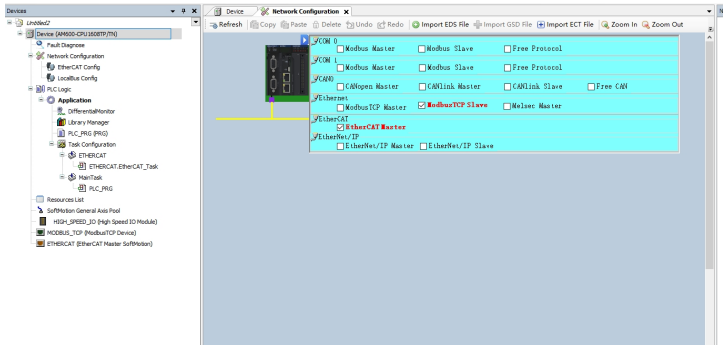 Devices
Untitled2
Device (AM600-CPU1608TP/TN)
Fault Diagnose
Network Configuration
EtherCAT Config
LocalBus Config
PLC Logic
Application
DifferentialMonitor
Library Manager
PLC_PRG (PRG)
Task Configuration
ETHERCAT
ETHERCAT.EtherCAT_Task
MainTask
PLC_PRG
Resources List
SoftMotion General Axis Pool
HIGH_SPEED_IO (High Speed IO Module)
MODBUS_TCP (ModbusTCP Device)
ETHERCAT (EtherCAT Master SoftMotion)
Device Network Configuration x
Refresh Copy Paste Delete Undo Redo Import EDS File Import GSD File Import ECT File Zoom In Zoom Out
COM 0
Modbus Master Modbus Slave Free Protocol
COM 1
Modbus Master Modbus Slave Free Protocol
CAN0
CANopen Master CANlink Master CANlink Slave Free CAN
Ethernet
ModbusTCP Master ModbusTCP Slave Melsec Master
EtherCAT
EtherCAT Master
EtherNet/IP
EtherNet/IP Master EtherNet/IP Slave
N